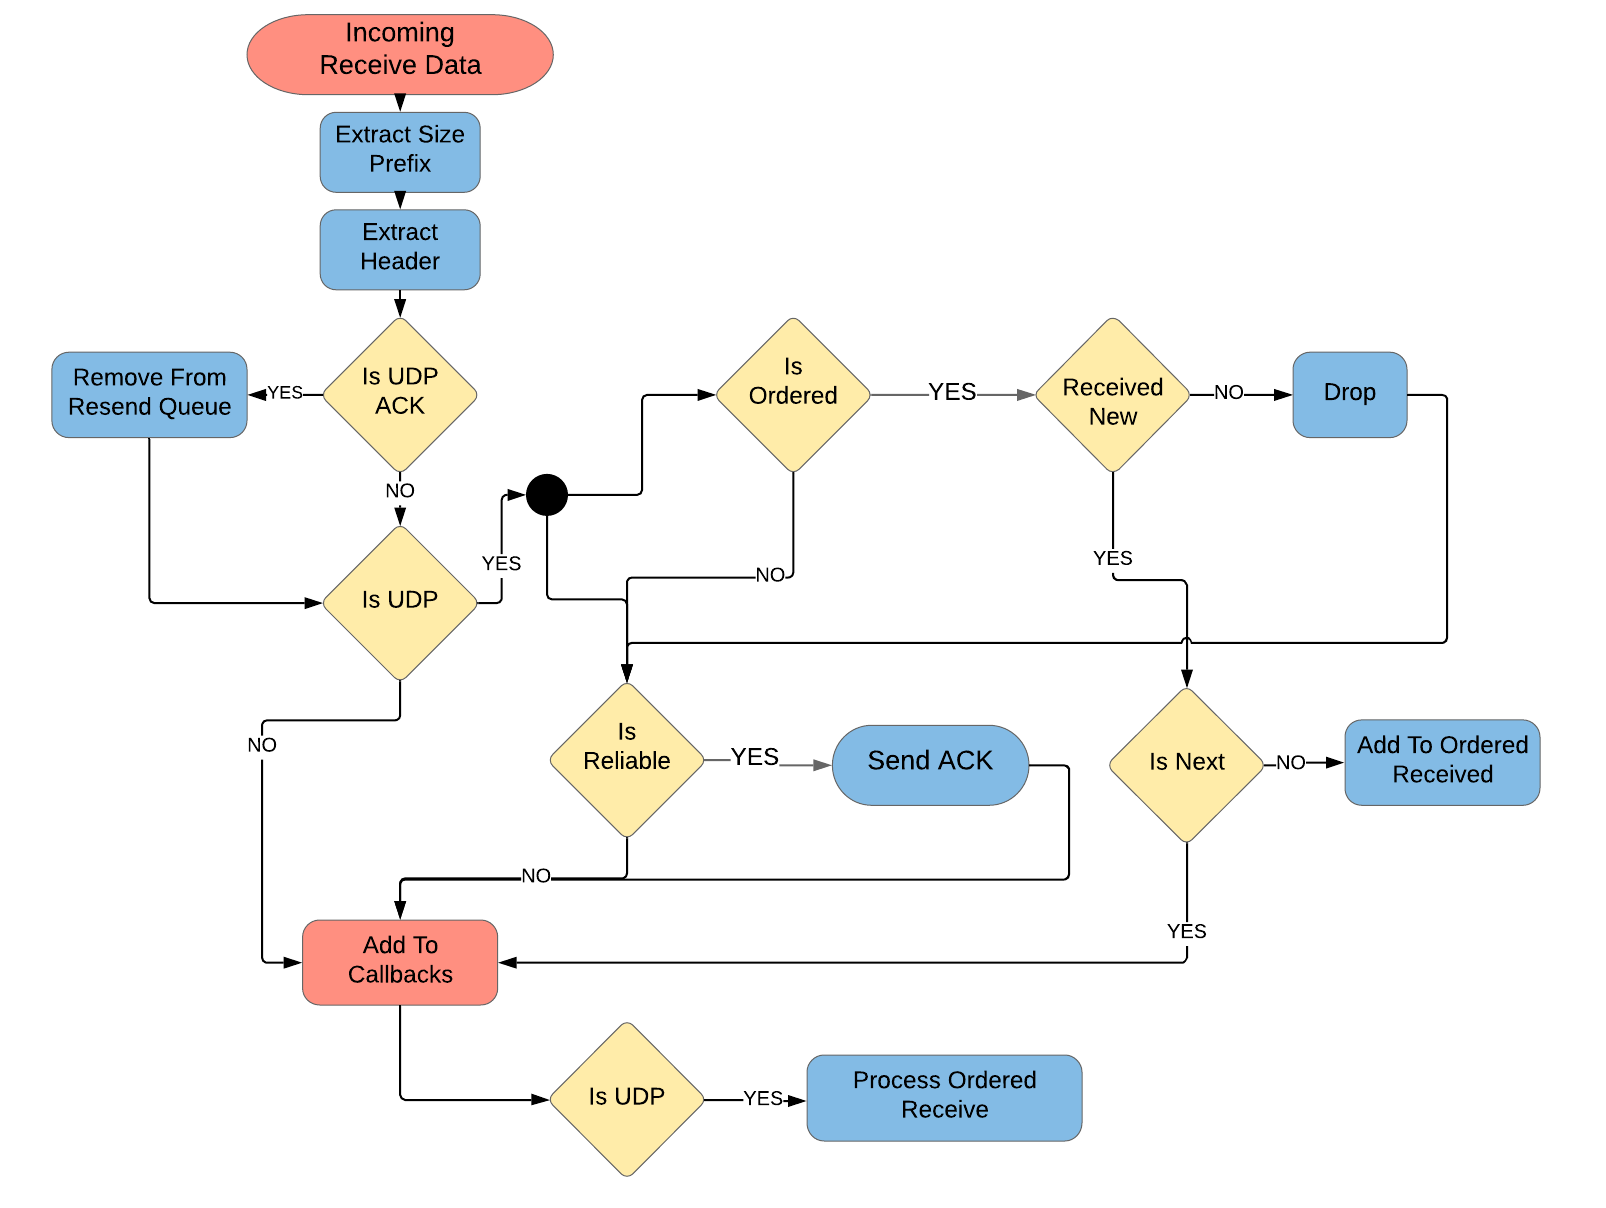 Incoming
Receive Data
Extract Size
Prefix
Extract
Header
Is UDP
ACK
YES
Remove From
Resend Queue
NO
Is UDP
YES
NO
Is
Ordered
YES
Received
New
NO
Drop
NO
YES
Is
Reliable
YES
Send ACK
Is Next
NO
Add To Ordered
Received
NO
YES
Add To
Callbacks
Is UDP
YES
Process Ordered
Receive